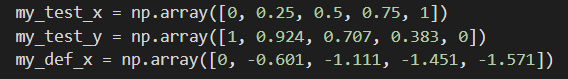 my_test_x = np.array([0, 0.25, 0.5, 0.75, 1])
my_test_y = np.array([1, 0.924, 0.707, 0.383, 0])
my_def_x = np.array([0, -0.601, -1.111, -1.451, -1.571])